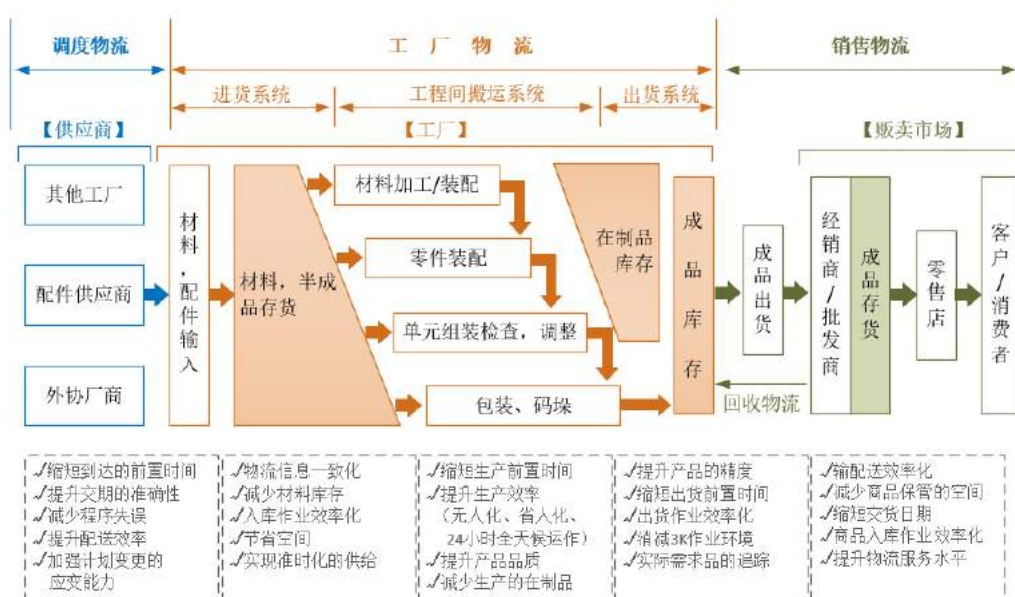 调度物流
工厂物流
销售物流
进货系统
工程间搬运系统
出货系统
【供应商】
【工厂】
【贩卖市场】
其他工厂
配件供应商
外协厂商
材料,配件输入
材料，半成
品存货
材料加工/装配
零件装配
单元组装检查，调整
包装、码垛
在制品
库存
成品库存
成品出货
经销商/批发商
成品存货
零售店
客户/消费者
回收物流
✓缩短到达的前置时间
✓提升交期的准确性
✓减少程序失误
✓提升配送效率
✓加强计划变更的
应变能力
✓物流信息一致化
✓减少材料库存
✓入库作业效率化
✓节省空间
✓实现准时化的供给
✓缩短生产前置时间
✓提升生产效率
（无人化、省人化、
24小时全天候运作）
✓提升产品品质
✓减少生产的在制品
✓提升产品的精度
✓缩短出货前置时间
✓出货作业效率化
✓消减3K作业环境
✓实际需求品的追踪
✓输配送效率化
✓减少商品保管的空间
✓缩短交货日期
✓商品入库作业效率化
✓提升物流服务水平